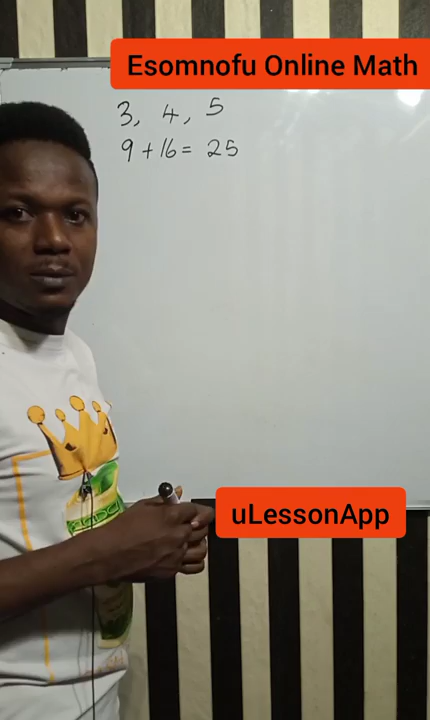 Esomnofu Online Math
3, 4, 5
9 + 16 = 25
uLessonApp